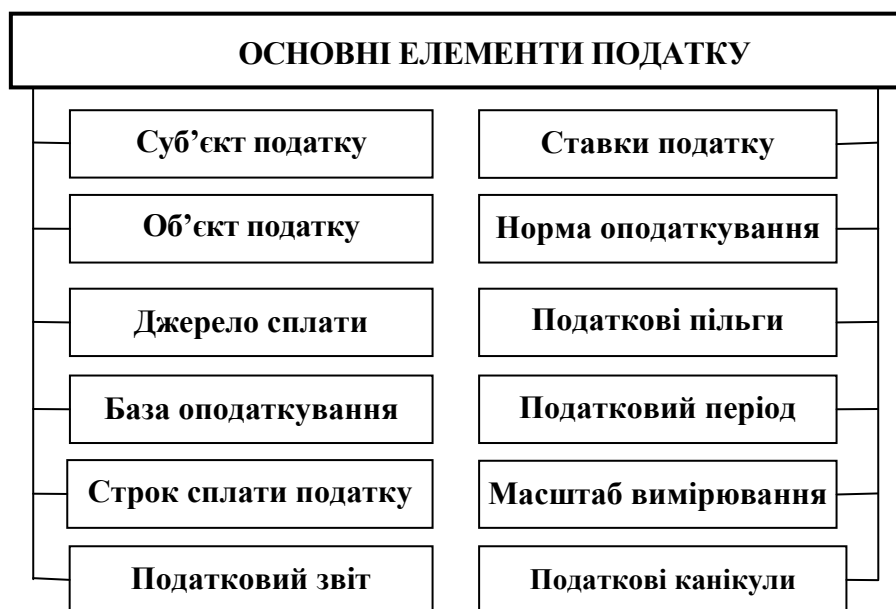 ОСНОВНІ ЕЛЕМЕНТИ ПОДАТКУ
Суб’єкт податку
Ставки податку
Об’єкт податку
Норма оподаткування
Джерело сплати
Податкові пільги
База оподаткування
Податковий період
Строк сплати податку
Масштаб вимірювання
Податковий звіт
Податкові канікули